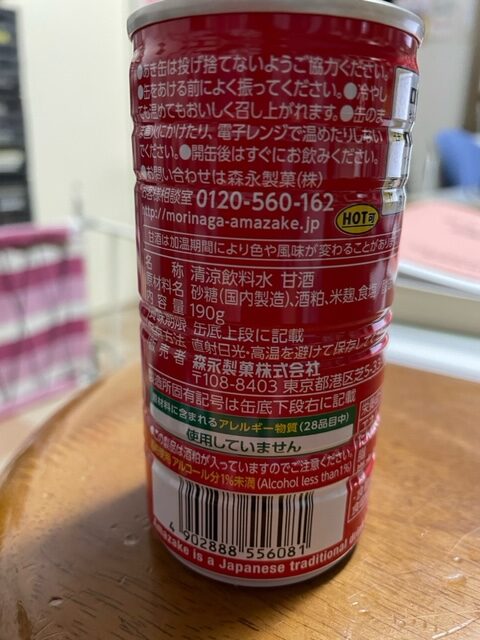 ●あき缶は投げ捨てないようご協力ください。
●缶をあける前によく振ってください。●冷やし
てもお温めてもおいしく召し上がれます。●缶のまま
直火にかけたり、電子レンジで温めたりしない
でください。●開缶後はすぐにお飲みください。
●お問い合わせは森永製菓(株)
お客様相談室 0120-560-162
http://morinaga-amazake.jp HOT可
甘酒は加温期間により色や風味が変わることがあり
名称 清涼飲料水 甘酒
原材料名 砂糖(国内製造)、酒粕、米麹、食塩
内容量 190g
賞味期限 缶底上段に記載
保存方法 直射日光・高温を避けて保存して
販売者 森永製菓株式会社
〒108-8403 東京都港区芝5-33
製造所固有記号は缶底下段右に記載
原材料に含まれるアレルギー物質(28品目中)
使用していません
●この製品は酒粕が入っていますのでご注意ください。
アルコール分1%未満 (Alcohol less than1%)
4 902888 556081
Amazake is a Japanese traditional